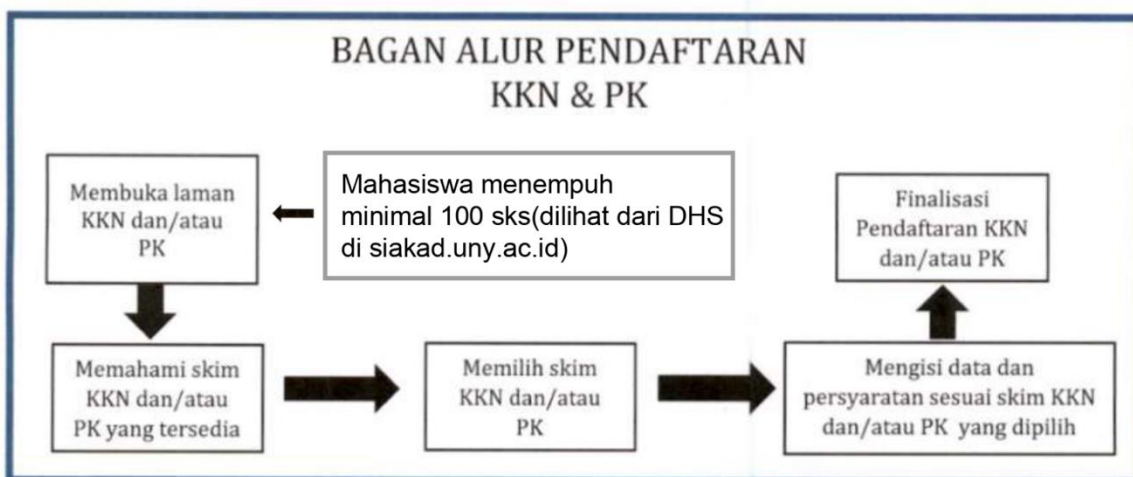 BAGAN ALUR PENDAFTARAN
KKN & PK
Mahasiswa menempuh
minimal 100 sks(dilihat dari DHS
di siakad.uny.ac.id)
Membuka laman
KKN dan/atau
PK
Memahami skim
KKN dan/atau
PK yang tersedia
Memilih skim
KKN dan/atau
PK
Mengisi data dan
persyaratan sesuai skim KKN
dan/atau PK yang dipilih
Finalisasi
Pendaftaran KKN
dan/atau PK